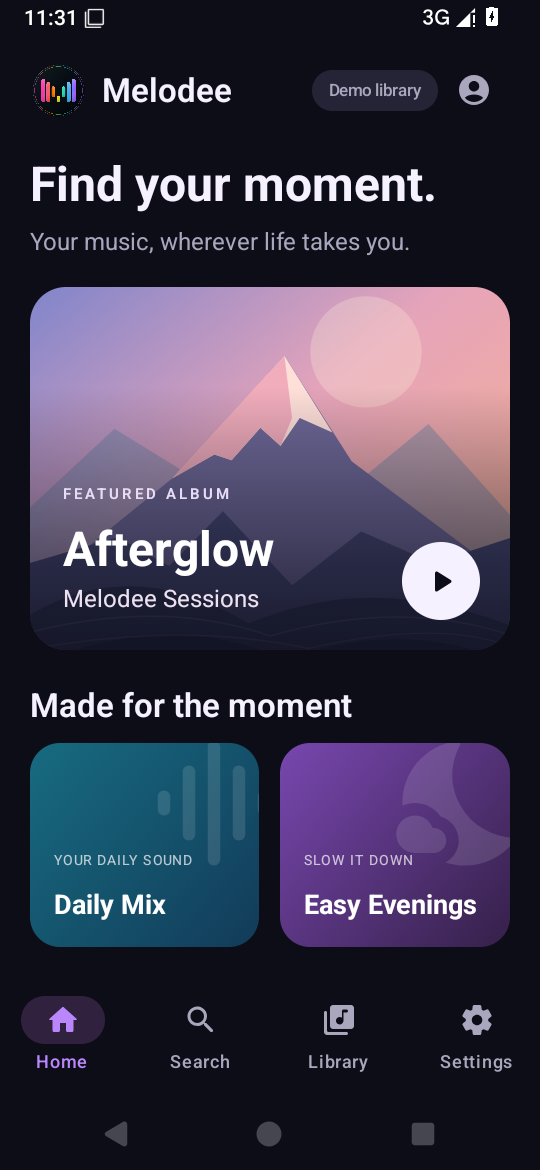 11:31
3G
Melodee
Demo library
Find your moment.
Your music, wherever life takes you.
FEATURED ALBUM
Afterglow
Melodee Sessions
Made for the moment
YOUR DAILY SOUND
Daily Mix
SLOW IT DOWN
Easy Evenings
Home
Search
Library
Settings